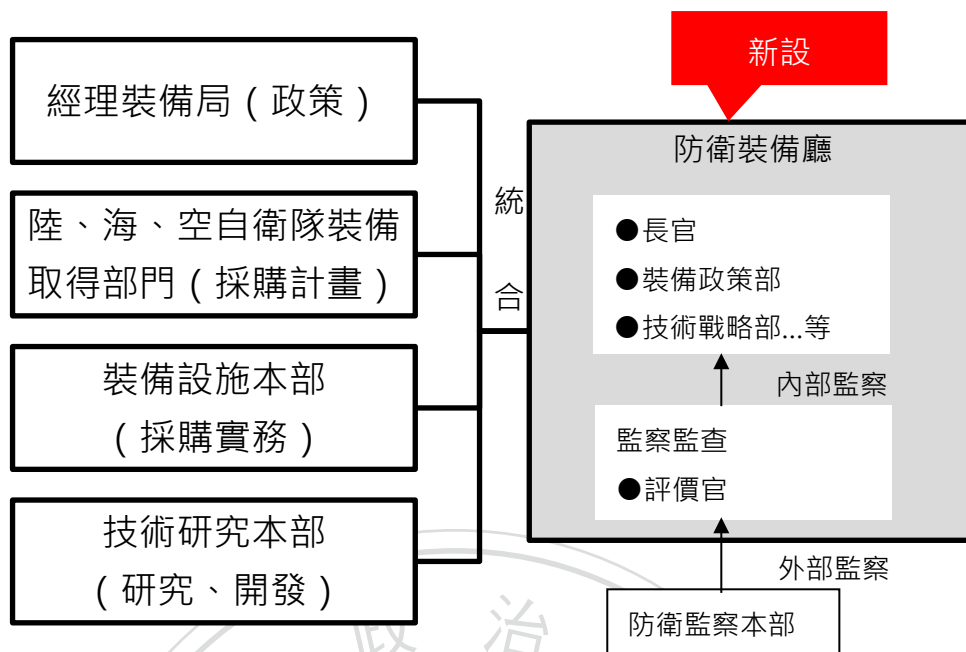 新設
經理裝備局（政策）
陸、海、空自衛隊裝備
取得部門（採購計畫）
裝備設施本部
（採購實務）
技術研究本部
（研究、開發）
統
合
防衛裝備廳
●長官
●裝備政策部
●技術戰略部...等
內部監察
監察監查
●評價官
外部監察
防衛監察本部
政 治